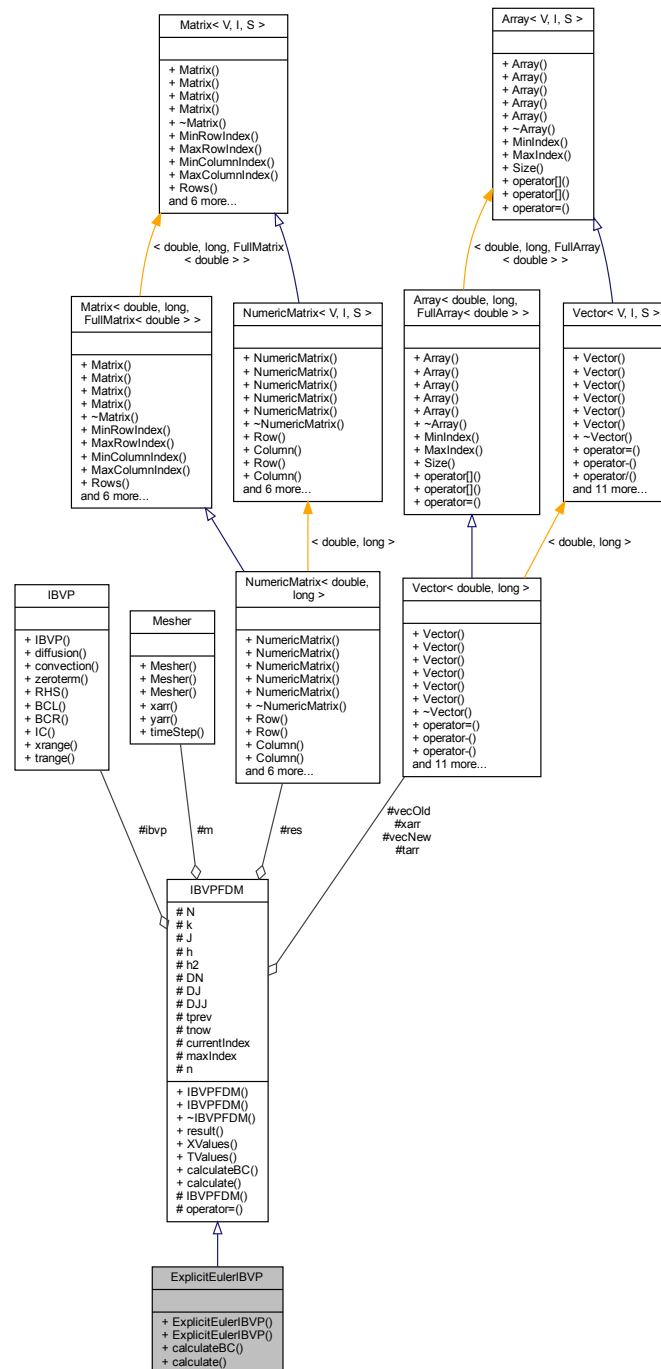 Matrix< V, I, S >
+ Matrix()
+ Matrix()
+ Matrix()
+ Matrix()
+ ~Matrix()
+ MinRowIndex()
+ MaxRowIndex()
+ MinColumnIndex()
+ MaxColumnIndex()
+ Rows()
and 6 more...
Array< V, I, S >
+ Array()
+ Array()
+ Array()
+ Array()
+ Array()
+ ~Array()
+ MinIndex()
+ MaxIndex()
+ Size()
+ operator[]()
+ operator[]()
+ operator=()
< double, long, FullMatrix
< double > >
< double, long, FullArray
< double > >
Matrix< double, long,
FullMatrix< double > >
+ Matrix()
+ Matrix()
+ Matrix()
+ Matrix()
+ ~Matrix()
+ MinRowIndex()
+ MaxRowIndex()
+ MinColumnIndex()
+ MaxColumnIndex()
+ Rows()
and 6 more...
NumericMatrix< V, I, S >
+ NumericMatrix()
+ NumericMatrix()
+ NumericMatrix()
+ NumericMatrix()
+ NumericMatrix()
+ ~NumericMatrix()
+ Row()
+ Column()
+ Row()
+ Column()
and 6 more...
Array< double, long,
FullArray< double > >
+ Array()
+ Array()
+ Array()
+ Array()
+ Array()
+ ~Array()
+ MinIndex()
+ MaxIndex()
+ Size()
+ operator[]()
+ operator[]()
+ operator=()
Vector< V, I, S >
+ Vector()
+ Vector()
+ Vector()
+ Vector()
+ Vector()
+ Vector()
+ ~Vector()
+ operator=()
+ operator-()
+ operator/()
and 11 more...
< double, long >
< double, long >
IBVP
+ IBVP()
+ diffusion()
+ convection()
+ zeroterm()
+ RHS()
+ BCL()
+ BCR()
+ IC()
+ xrange()
+ trange()
Mesher
+ Mesher()
+ Mesher()
+ Mesher()
+ xarr()
+ yarr()
+ timeStep()
NumericMatrix< double,
long >
+ NumericMatrix()
+ NumericMatrix()
+ NumericMatrix()
+ NumericMatrix()
+ NumericMatrix()
+ ~NumericMatrix()
+ Row()
+ Row()
+ Column()
+ Column()
and 6 more...
Vector< double, long >
+ Vector()
+ Vector()
+ Vector()
+ Vector()
+ Vector()
+ Vector()
+ ~Vector()
+ operator=()
+ operator-()
+ operator-()
and 11 more...
#ibvp
#m
#res
#vecOld
#xarr
#vecNew
#tarr
IBVPFDM
# N
# k
# J
# h
# h2
# DN
# DJ
# DJJ
# tprev
# tnow
# currentIndex
# maxIndex
# n
+ IBVPFDM()
+ IBVPFDM()
+ ~IBVPFDM()
+ result()
+ XValues()
+ TValues()
+ calculateBC()
+ calculate()
# IBVPFDM()
# operator=()
ExplicitEulerIBVP
+ ExplicitEulerIBVP()
+ ExplicitEulerIBVP()
+ calculateBC()
+ calculate()